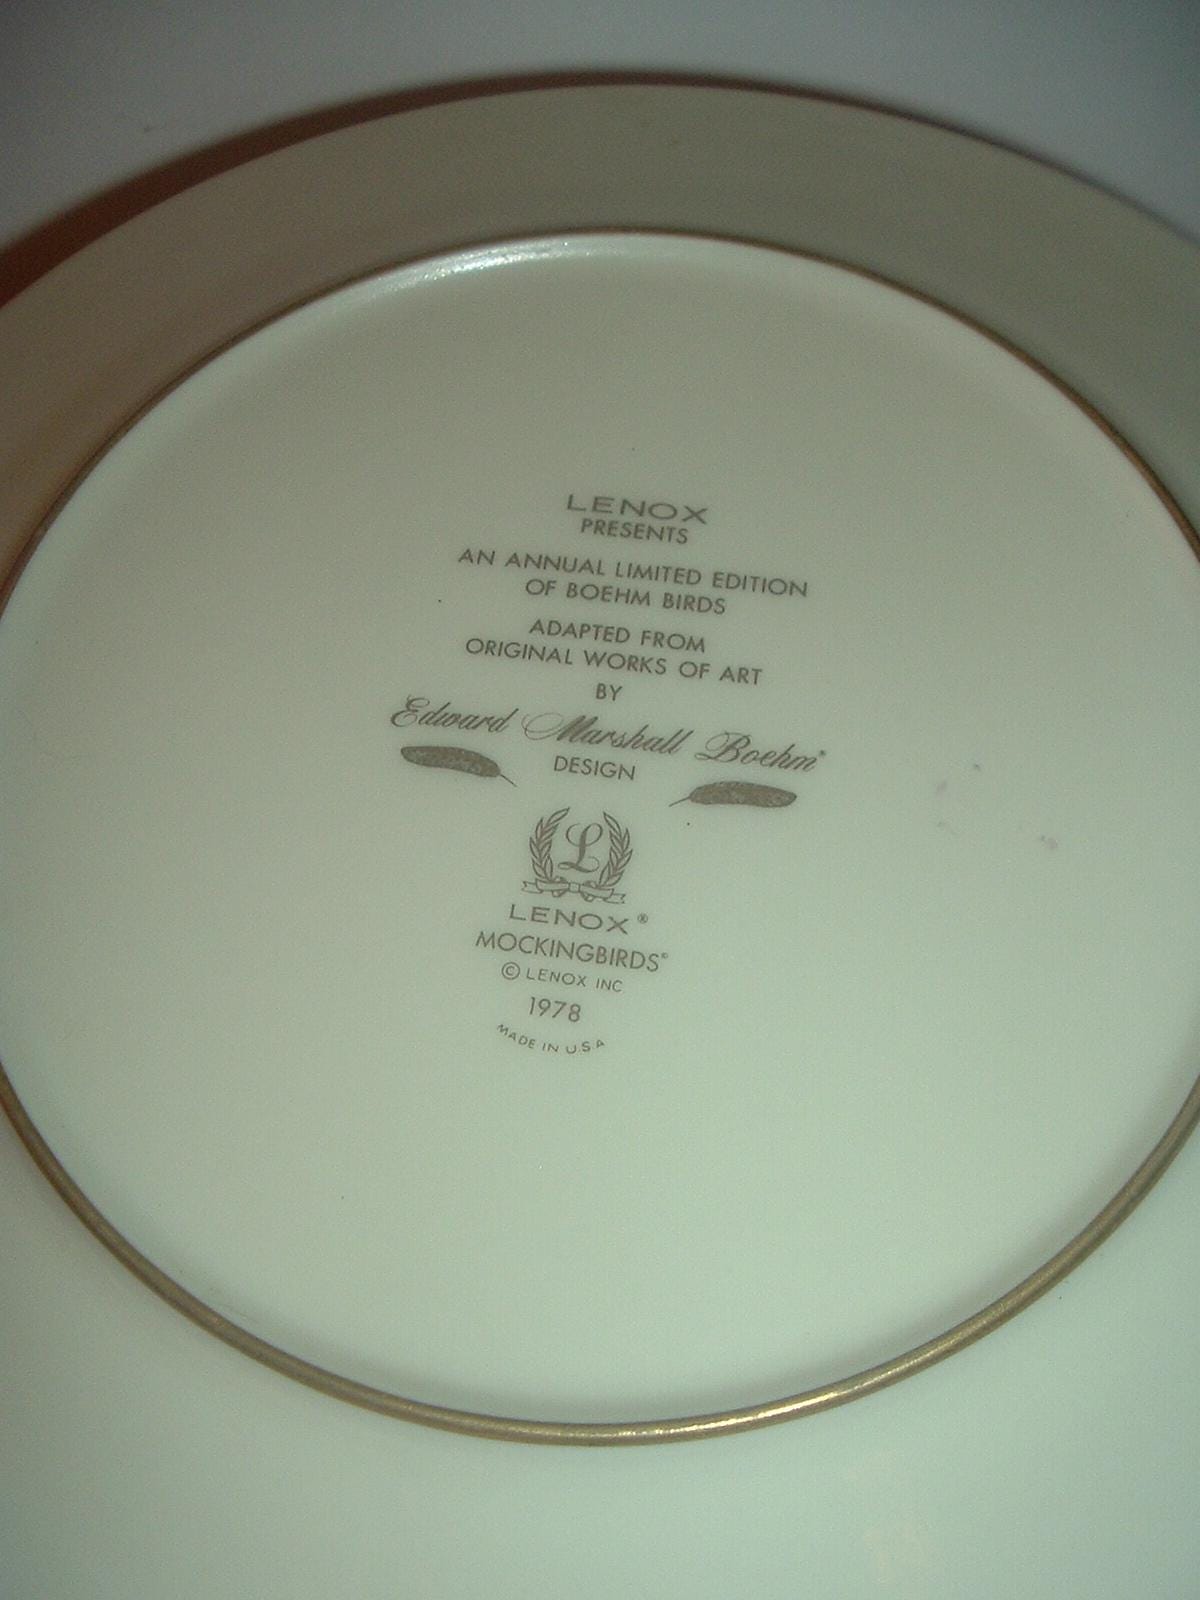 LENOX
PRESENTS
AN ANNUAL LIMITED EDITION
OF BOEHM BIRDS
ADAPTED FROM
ORIGINAL WORKS OF ART
BY
Edward Marshall Boehm®
DESIGN
L
LENOX®
MOCKINGBIRDS®
© LENOX INC
1978
MADE IN U.S.A